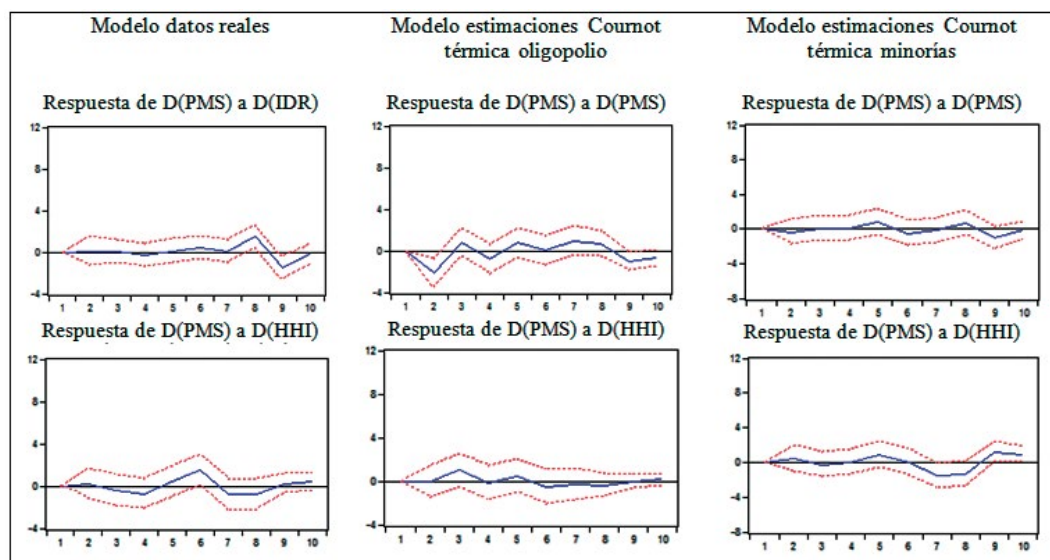 Modelo datos reales
Modelo estimaciones Cournot
térmica oligopolio
Modelo estimaciones Cournot
térmica minorías
Respuesta de D(PMS) a D(IDR)
Respuesta de D(PMS) a D(PMS)
Respuesta de D(PMS) a D(PMS)
12
8
4
0
-4
1 2 3 4 5 6 7 8 9 10
12
8
4
0
-4
1 2 3 4 5 6 7 8 9 10
12
8
4
0
-4
-8
1 2 3 4 5 6 7 8 9 10
Respuesta de D(PMS) a D(HHI)
Respuesta de D(PMS) a D(HHI)
Respuesta de D(PMS) a D(HHI)
12
8
4
0
-4
1 2 3 4 5 6 7 8 9 10
12
8
4
0
-4
1 2 3 4 5 6 7 8 9 10
12
8
4
0
-4
-8
1 2 3 4 5 6 7 8 9 10